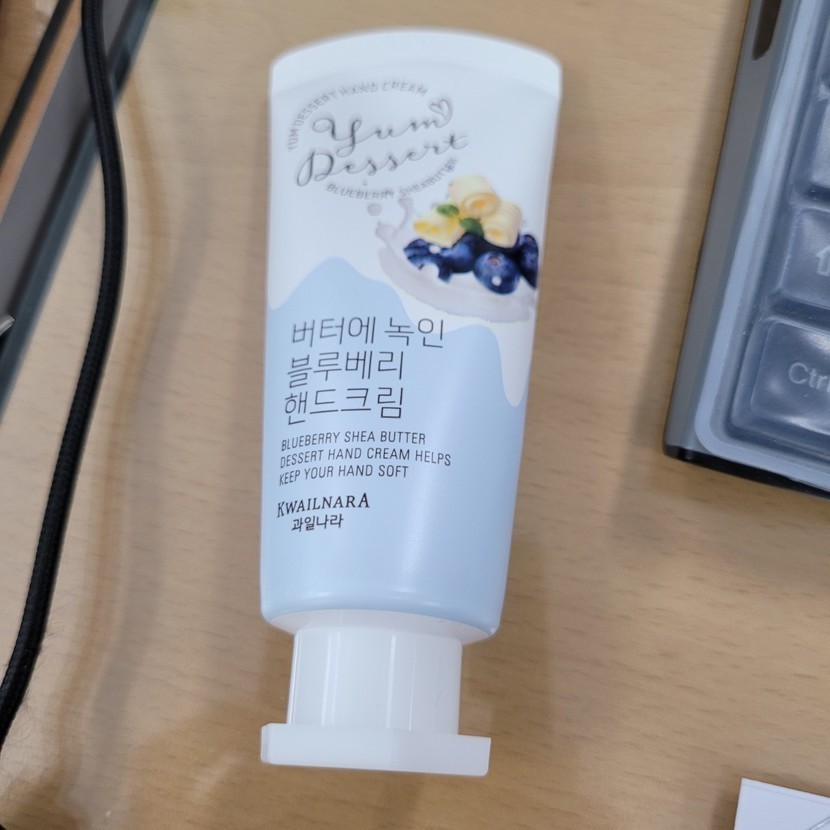 YUM DESSERT HAND CREAM
Yum
Dessert
BLUEBERRY SHEABUTTER
버터에 녹인
블루베리
핸드크림
BLUEBERRY SHEA BUTTER
DESSERT HAND CREAM HELPS
KEEP YOUR HAND SOFT
KWAILNARA
과일나라
Ctrl